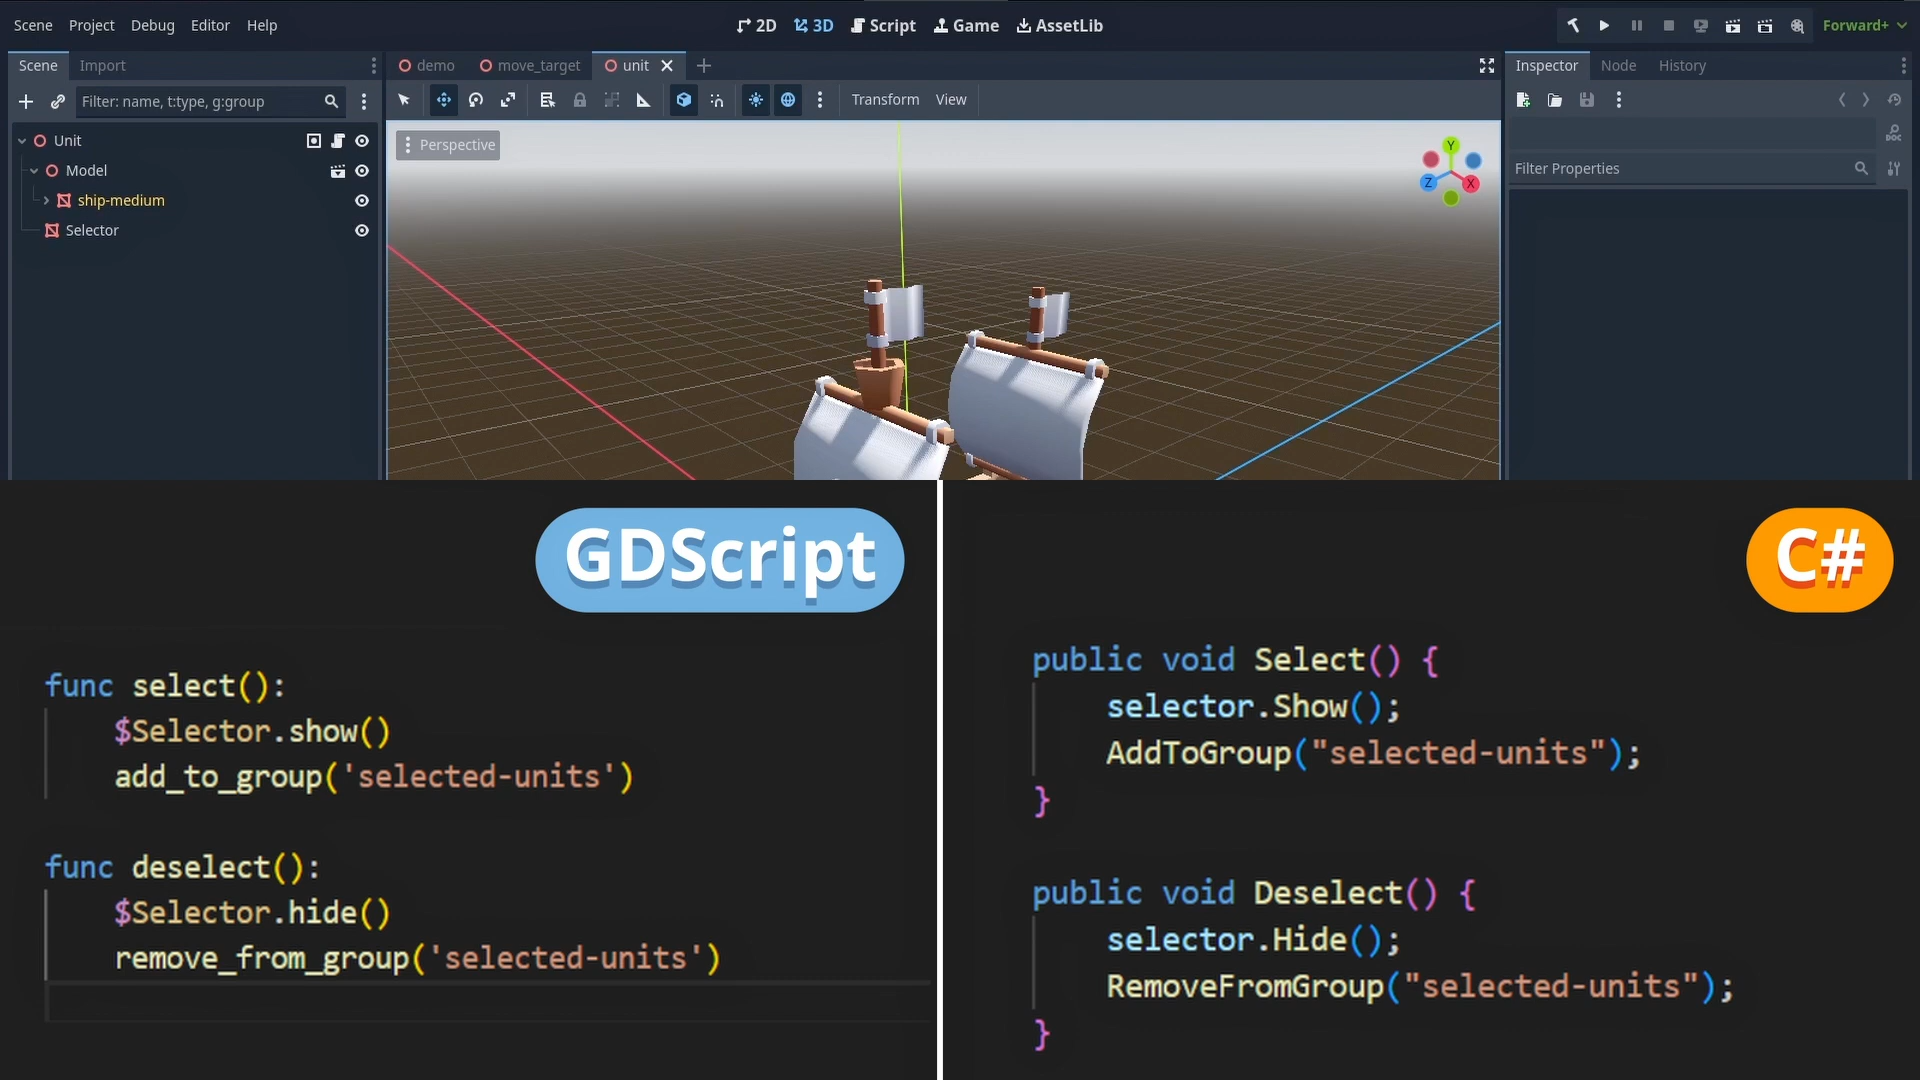 Scene Project Debug Editor Help
2D 3D Script Game AssetLib
Forward+
Scene Import
demo move_target unit
Inspector Node History
Filter: name, t:type, g:group
Transform View
Unit
Model
ship-medium
Selector
Perspective
Y
Z X
DOC
Filter Properties
GDScript
func select():
$Selector.show()
add_to_group('selected-units')
func deselect():
$Selector.hide()
remove_from_group('selected-units')
C#
public void Select() {
selector.Show();
AddToGroup("selected-units");
}
public void Deselect() {
selector.Hide();
RemoveFromGroup("selected-units");
}